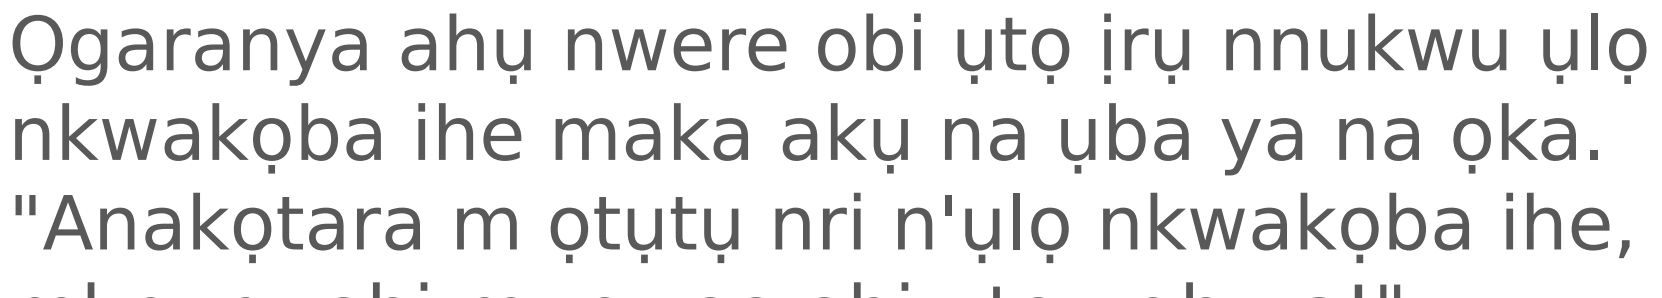 Ọgaranya ahụ nwere obi ụtọ ịrụ nnukwu ụlọ
nkwakọba ihe maka akụ na ụba ya na ọka.
"Anakọtara m ọtụtụ nri n'ụlọ nkwakọba ihe,